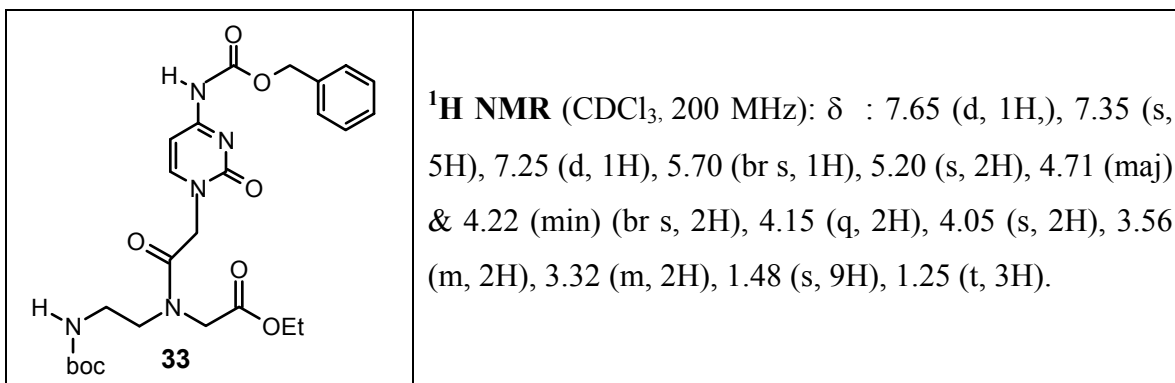 O
H
N
O
N
N
N
O
O
O
N
OEt
H
N
boc
33
¹H NMR (CDCl₃, 200 MHz): δ : 7.65 (d, 1H,), 7.35 (s,
5H), 7.25 (d, 1H), 5.70 (br s, 1H), 5.20 (s, 2H), 4.71 (maj)
& 4.22 (min) (br s, 2H), 4.15 (q, 2H), 4.05 (s, 2H), 3.56
(m, 2H), 3.32 (m, 2H), 1.48 (s, 9H), 1.25 (t, 3H).